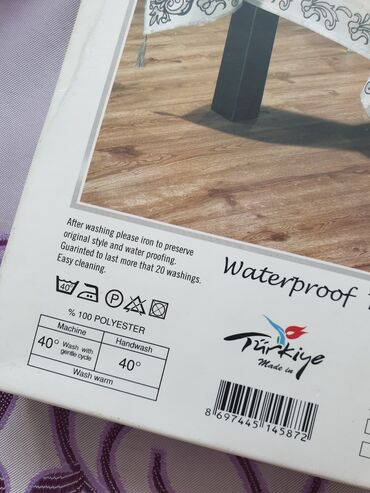 After washing please iron to preserve
original style and water proofing.
Guarinted to last more that 20 washings.
Easy cleaning.
Waterproof
40
P
% 100 POLYESTER
Machine
Handwash
40° Wash with
gentle cycle
40°
Wash warm
Türkiye
Made in
8 697445 145872